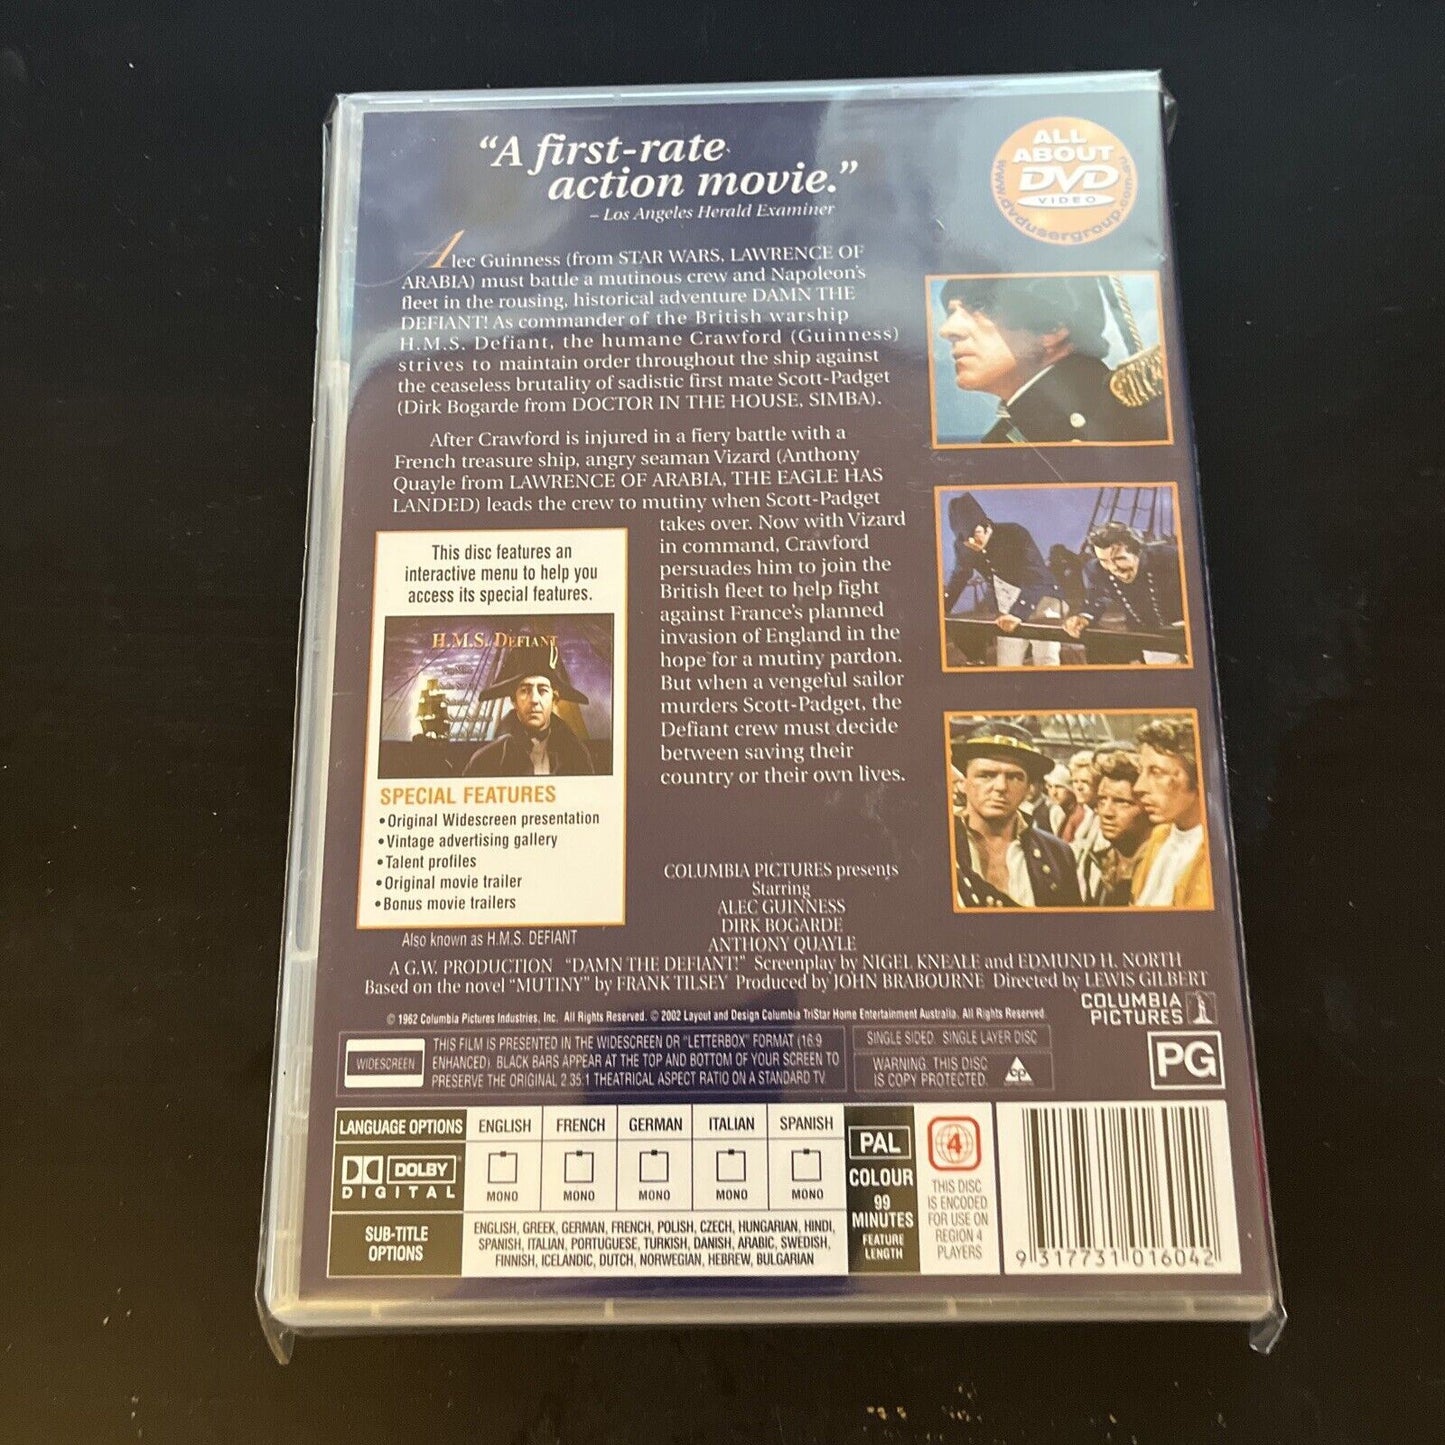 “A first-rate
action movie.”
– Los Angeles Herald Examiner
ALL
ABOUT
DVD
VIDEO
www.dvdusergroup.com.au
Alec Guinness (from STAR WARS, LAWRENCE OF
ARABIA) must battle a mutinous crew and Napoleon's
fleet in the rousing, historical adventure DAMN THE
DEFIANT! As commander of the British warship
H.M.S. Defiant, the humane Crawford (Guinness)
strives to maintain order throughout the ship against
the ceaseless brutality of sadistic first mate Scott-Padget
(Dirk Bogarde from DOCTOR IN THE HOUSE, SIMBA).
After Crawford is injured in a fiery battle with a
French treasure ship, angry seaman Vizard (Anthony
Quayle from LAWRENCE OF ARABIA, THE EAGLE HAS
LANDED) leads the crew to mutiny when Scott-Padget
takes over. Now with Vizard
in command, Crawford
persuades him to join the
British fleet to help fight
against France's planned
invasion of England in the
hope for a mutiny pardon.
But when a vengeful sailor
murders Scott-Padget, the
Defiant crew must decide
between saving their
country or their own lives.
This disc features an
interactive menu to help you
access its special features.
H.M.S. DEFIANT
SPECIAL FEATURES
•Original Widescreen presentation
•Vintage advertising gallery
•Talent profiles
•Original movie trailer
•Bonus movie trailers
Also known as H.M.S. DEFIANT
COLUMBIA PICTURES presents
Starring
ALEC GUINNESS
DIRK BOGARDE
ANTHONY QUAYLE
A G.W. PRODUCTION “DAMN THE DEFIANT!” Screenplay by NIGEL KNEALE and EDMUND H. NORTH
Based on the novel “MUTINY” by FRANK TILSEY Produced by JOHN BRABOURNE Directed by LEWIS GILBERT
COLUMBIA
PICTURES
© 1962 Columbia Pictures Industries, Inc. All Rights Reserved. © 2002 Layout and Design Columbia TriStar Home Entertainment Australia. All Rights Reserved.
WIDESCREEN
THIS FILM IS PRESENTED IN THE WIDESCREEN OR "LETTERBOX" FORMAT (16:9
ENHANCED). BLACK BARS APPEAR AT THE TOP AND BOTTOM OF YOUR SCREEN TO
PRESERVE THE ORIGINAL 2.35:1 THEATRICAL ASPECT RATIO ON A STANDARD TV.
SINGLE SIDED. SINGLE LAYER DISC
WARNING. THIS DISC
IS COPY PROTECTED.
cp
PG
LANGUAGE OPTIONS ENGLISH FRENCH GERMAN ITALIAN SPANISH
DOLBY
DIGITAL
MONO MONO MONO MONO MONO
SUB-TITLE
OPTIONS
ENGLISH, GREEK, GERMAN, FRENCH, POLISH, CZECH, HUNGARIAN, HINDI,
SPANISH, ITALIAN, PORTUGUESE, TURKISH, DANISH, ARABIC, SWEDISH,
FINNISH, ICELANDIC, DUTCH, NORWEGIAN, HEBREW, BULGARIAN
PAL
COLOUR
99
MINUTES
FEATURE
LENGTH
4
THIS DISC
IS ENCODED
FOR USE ON
REGION 4
PLAYERS
9 317731 016042